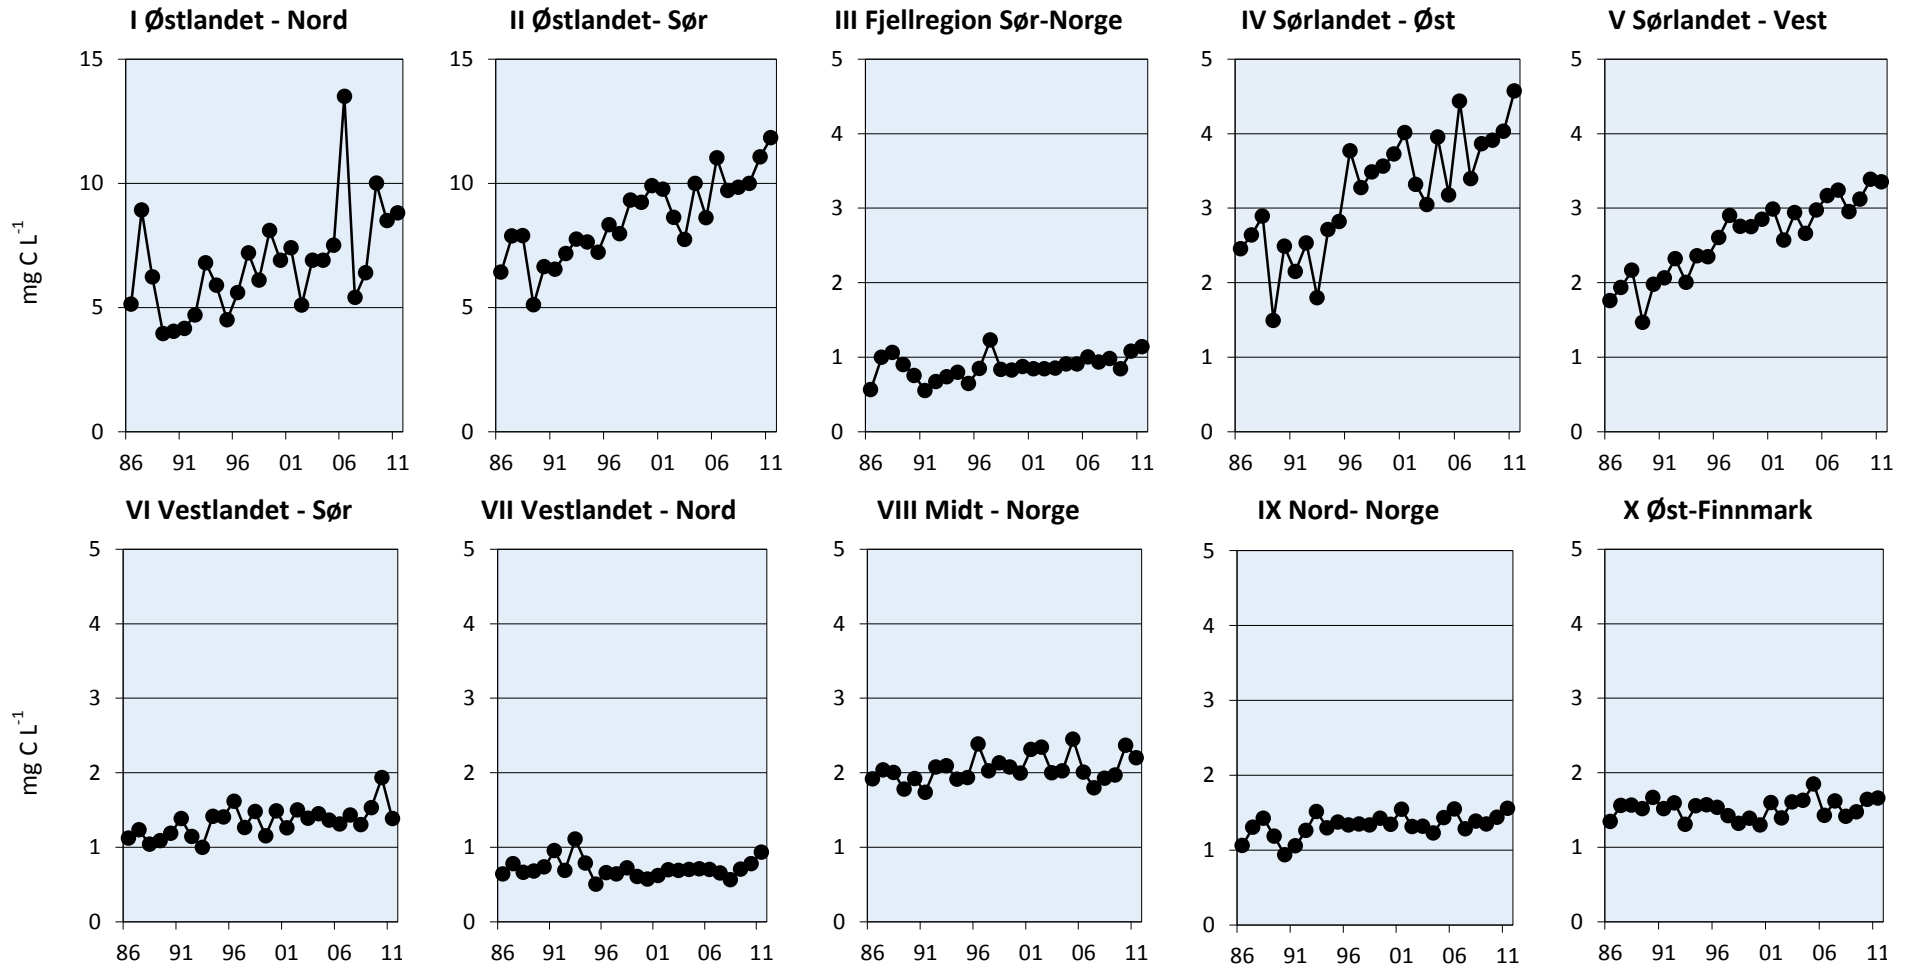 I Østlandet - Nord
II Østlandet- Sør
III Fjellregion Sør-Norge
IV Sørlandet - Øst
V Sørlandet - Vest
mg C L⁻¹
15
10
5
0
86 91 96 01 06 11
15
10
5
0
86 91 96 01 06 11
5
4
3
2
1
0
86 91 96 01 06 11
5
4
3
2
1
0
86 91 96 01 06 11
5
4
3
2
1
0
86 91 96 01 06 11
VI Vestlandet - Sør
VII Vestlandet - Nord
VIII Midt - Norge
IX Nord- Norge
X Øst-Finnmark
mg C L⁻¹
5
4
3
2
1
0
86 91 96 01 06 11
5
4
3
2
1
0
86 91 96 01 06 11
5
4
3
2
1
0
86 91 96 01 06 11
5
4
3
2
1
0
86 91 96 01 06 11
5
4
3
2
1
0
86 91 96 01 06 11